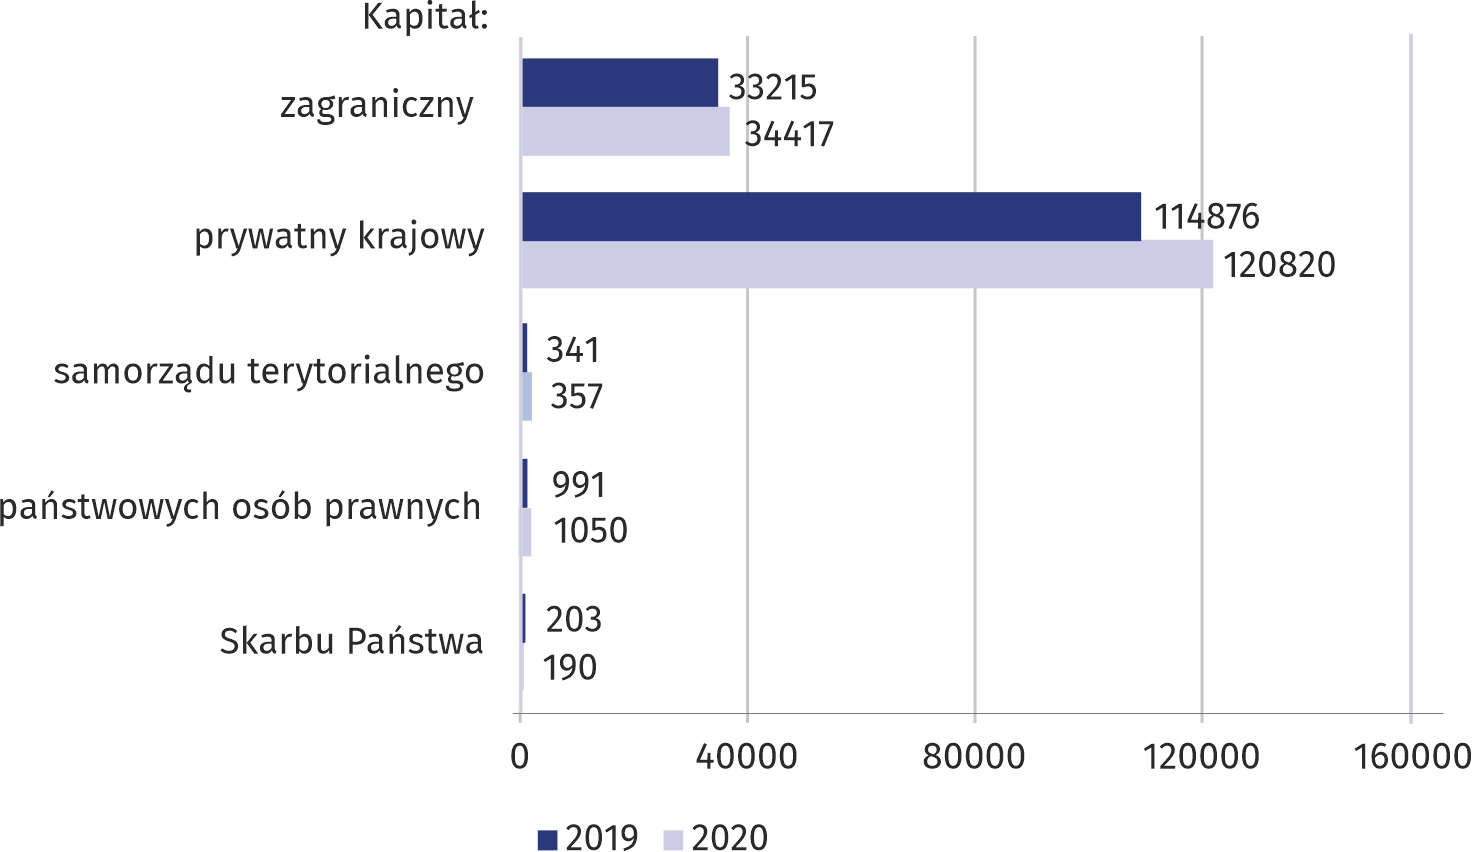 Kapitał:
zagraniczny
33215
34417
prywatny krajowy
114876
120820
samorządu terytorialnego
341
357
państwowych osób prawnych
991
1050
Skarbu Państwa
203
190
0 40000 80000 120000 160000
2019 2020